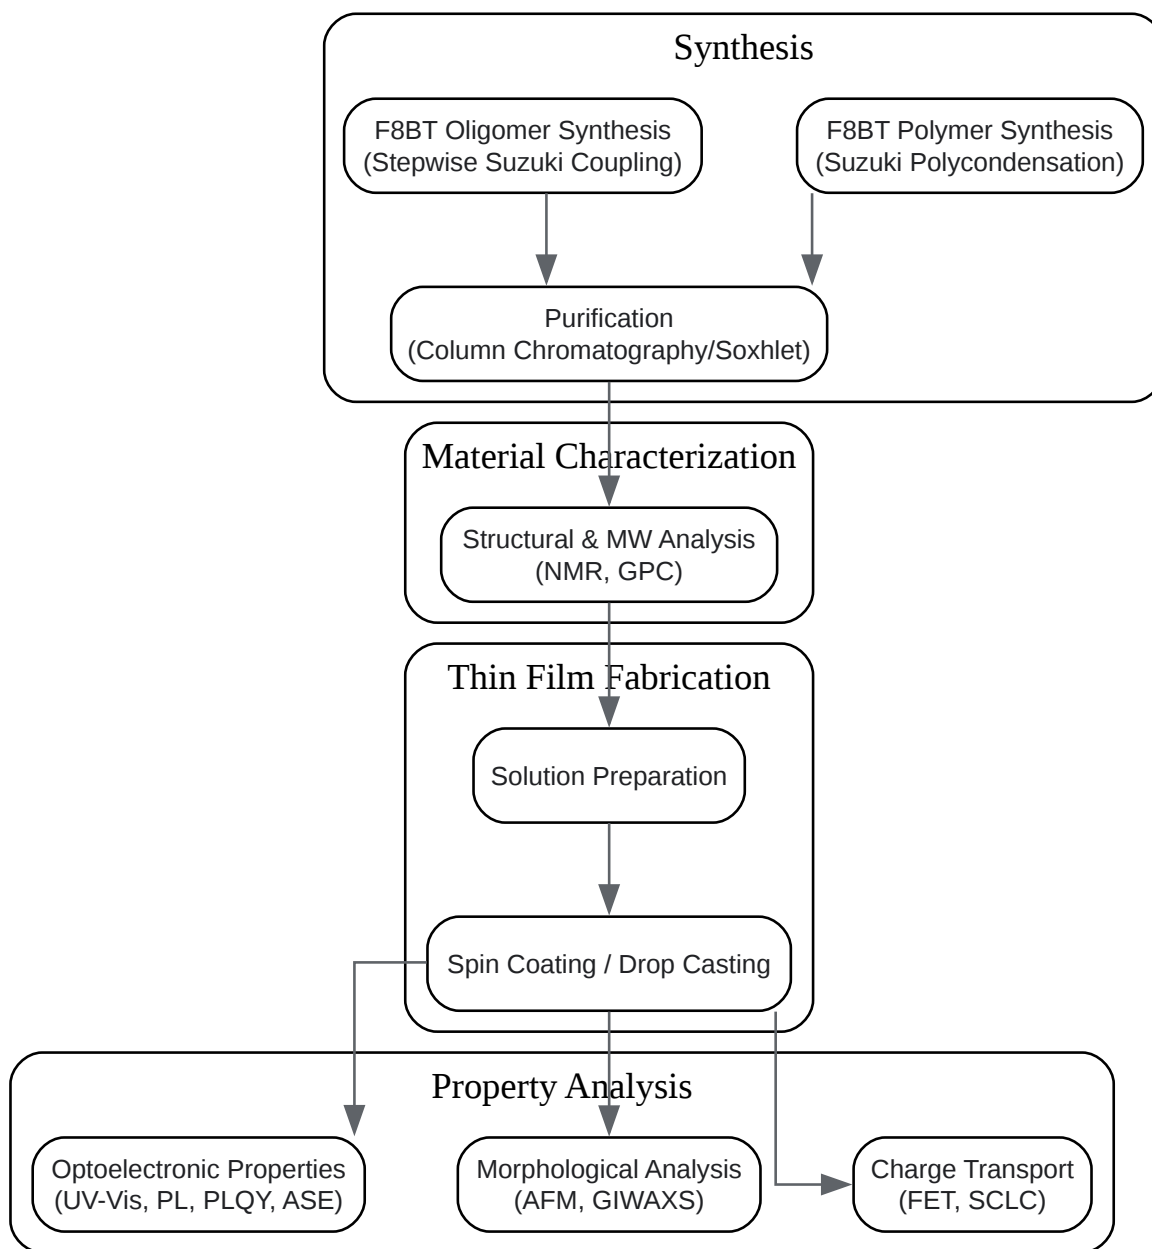 Synthesis
F8BT Oligomer Synthesis
(Stepwise Suzuki Coupling)
F8BT Polymer Synthesis
(Suzuki Polycondensation)
Purification
(Column Chromatography/Soxhlet)
Material Characterization
Structural & MW Analysis
(NMR, GPC)
Thin Film Fabrication
Solution Preparation
Spin Coating / Drop Casting
Property Analysis
Optoelectronic Properties
(UV-Vis, PL, PLQY, ASE)
Morphological Analysis
(AFM, GIWAXS)
Charge Transport
(FET, SCLC)